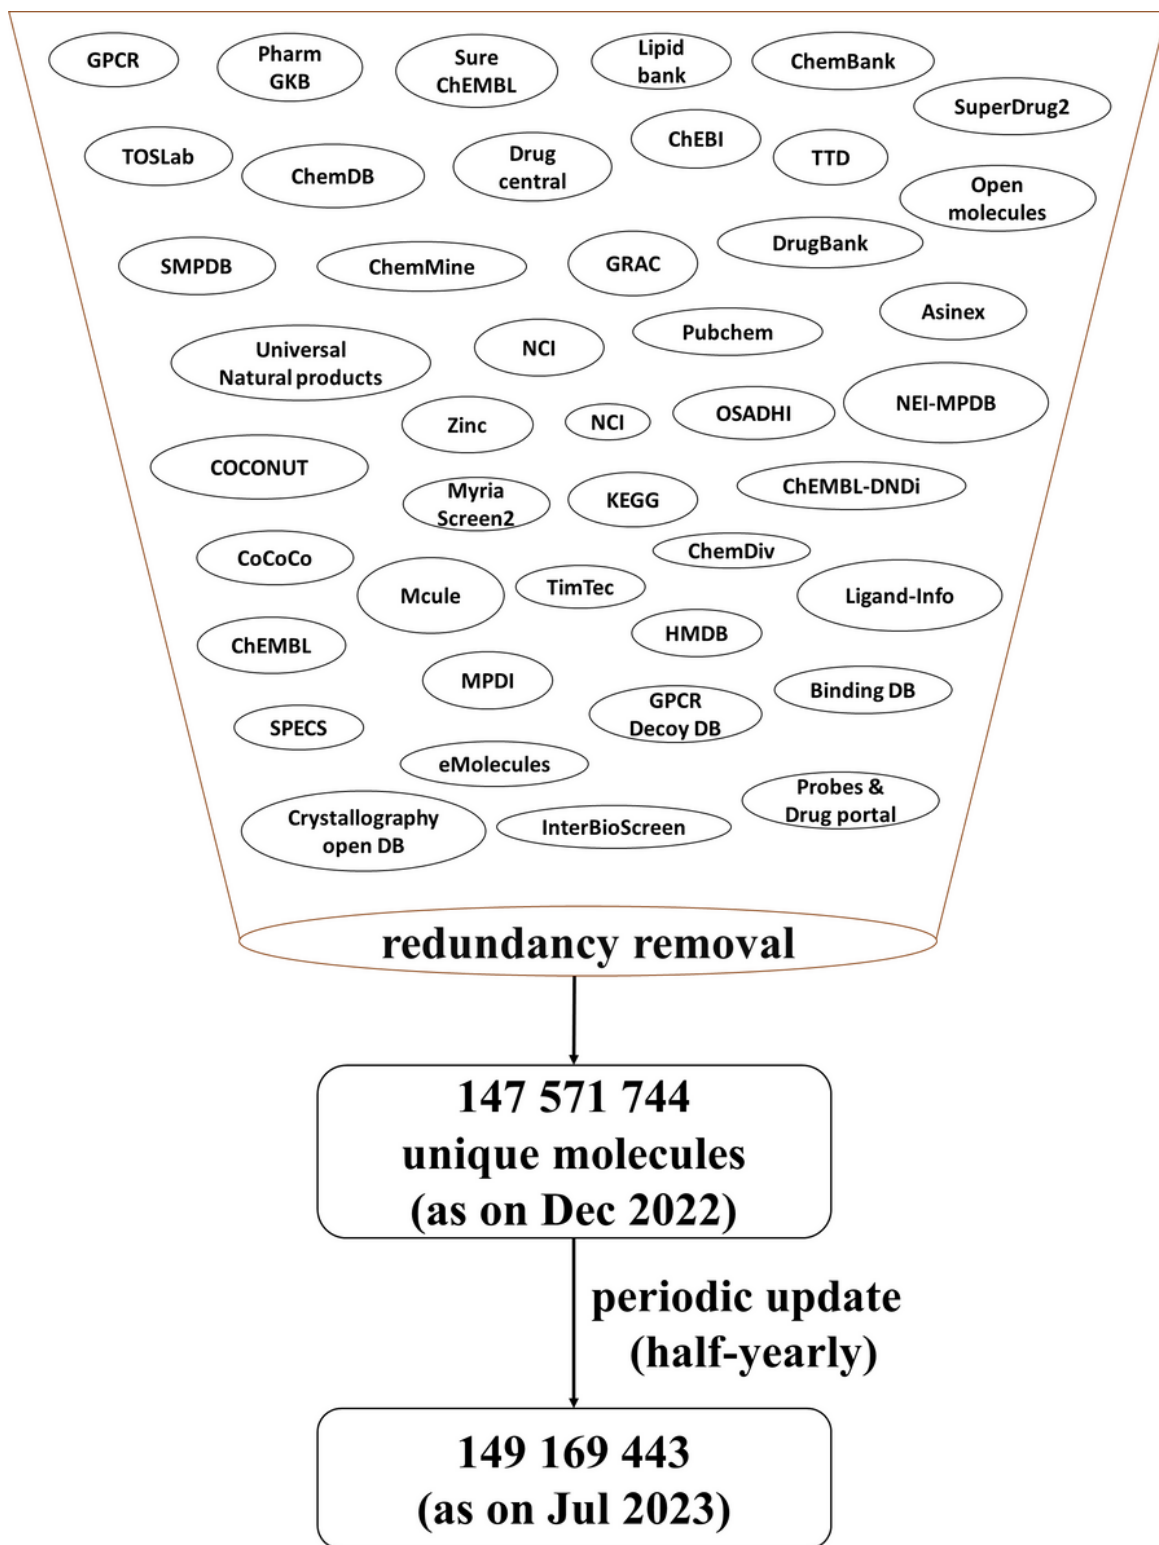 GPCR
Pharm
GKB
Sure
ChEMBL
Lipid
bank
ChemBank
SuperDrug2
TOSLab
ChemDB
Drug
central
ChEBI
TTD
Open
molecules
SMPDB
ChemMine
GRAC
DrugBank
Asinex
Universal
Natural products
NCI
Pubchem
Zinc
NCI
OSADHI
NEI-MPDB
COCONUT
Myria
Screen2
KEGG
ChEMBL-DNDi
CoCoCo
Mcule
TimTec
ChemDiv
Ligand-Info
ChEMBL
MPDI
HMDB
Binding DB
SPECS
GPCR
Decoy DB
eMolecules
Probes &
Drug portal
Crystallography
open DB
InterBioScreen
redundancy removal
147 571 744
unique molecules
(as on Dec 2022)
periodic update
(half-yearly)
149 169 443
(as on Jul 2023)